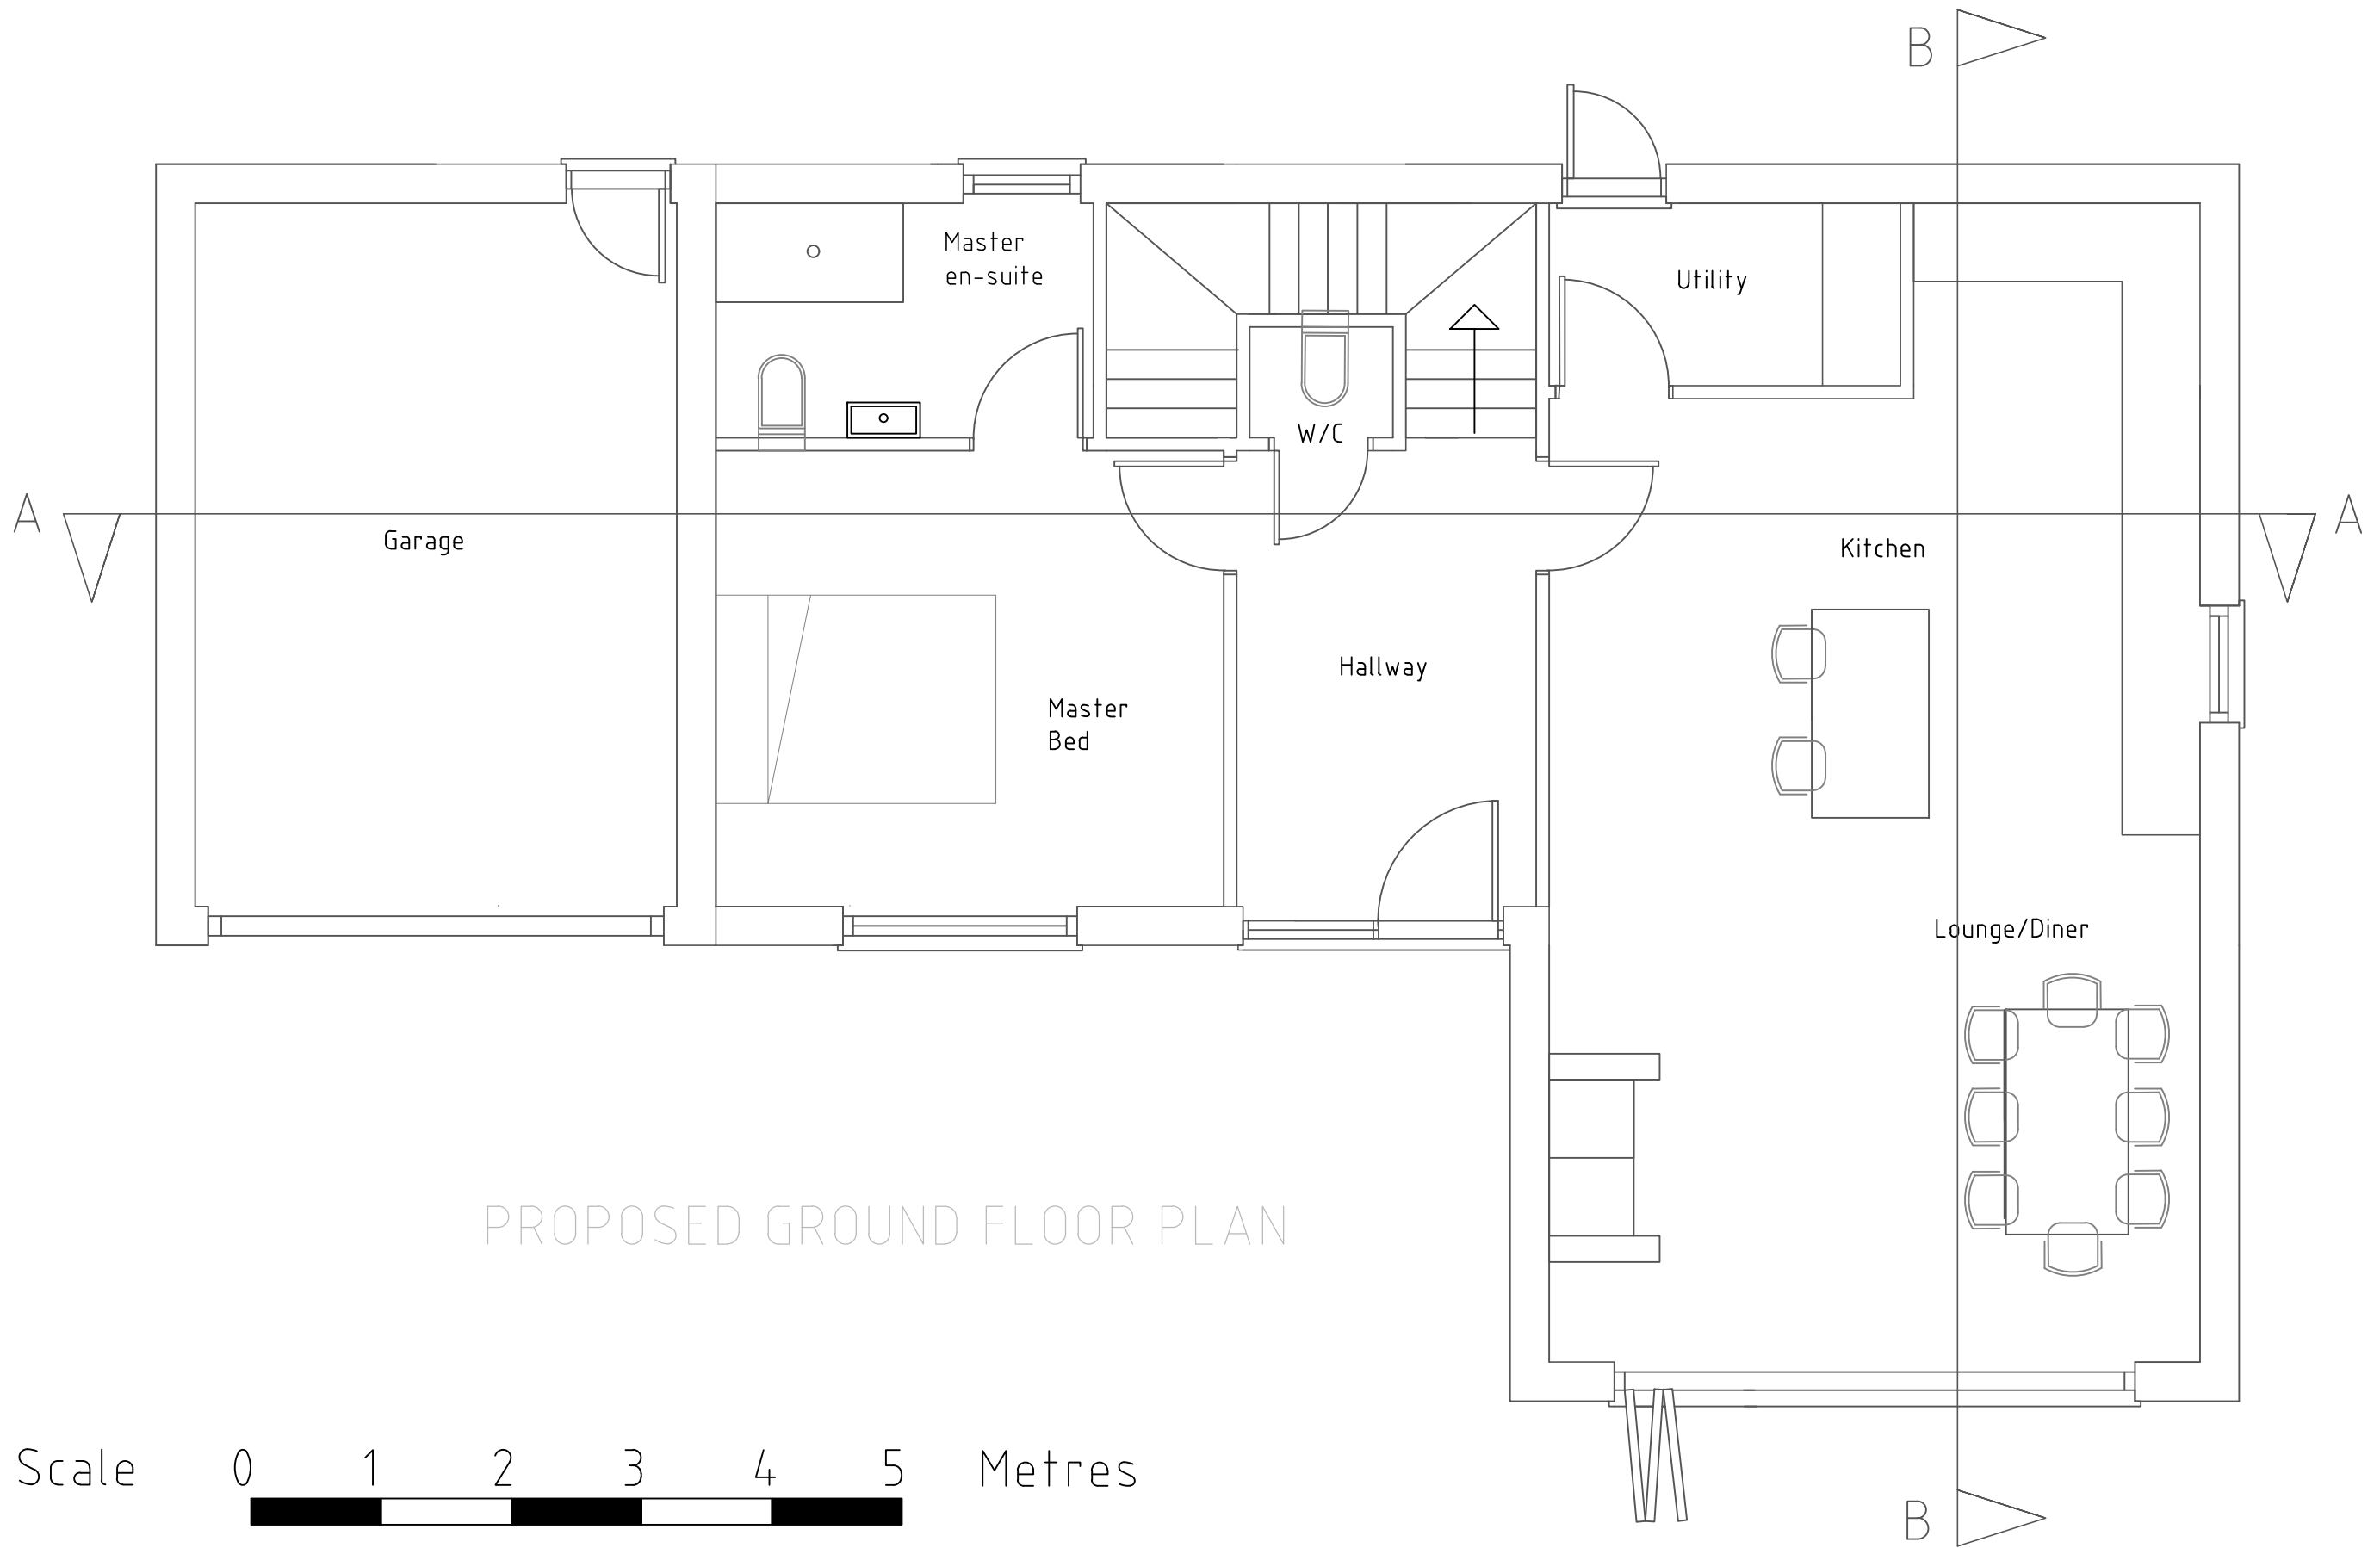 B
Master
en-suite
Utility
W/C
A
A
Garage
Kitchen
Hallway
Master
Bed
Lounge/Diner
PROPOSED GROUND FLOOR PLAN
Scale 0 1 2 3 4 5 Metres
B